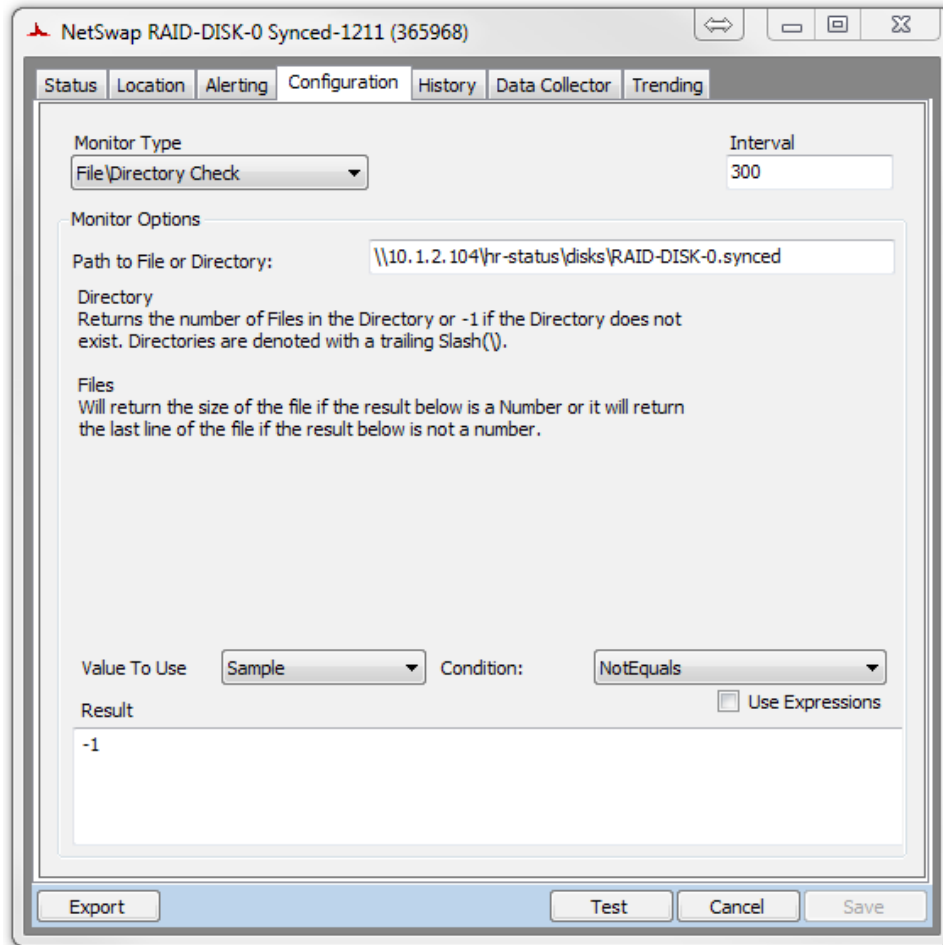 NetSwap RAID-DISK-0 Synced-1211 (365968)
Status Location Alerting Configuration History Data Collector Trending
Monitor Type Interval
File\Directory Check 300
Monitor Options
Path to File or Directory: \\10.1.2.104\hr-status\disks\RAID-DISK-0.synced
Directory
Returns the number of Files in the Directory or -1 if the Directory does not
exist. Directories are denoted with a trailing Slash(\).
Files
Will return the size of the file if the result below is a Number or it will return
the last line of the file if the result below is not a number.
Value To Use Sample Condition: NotEquals
Use Expressions
Result
-1
Export Test Cancel Save